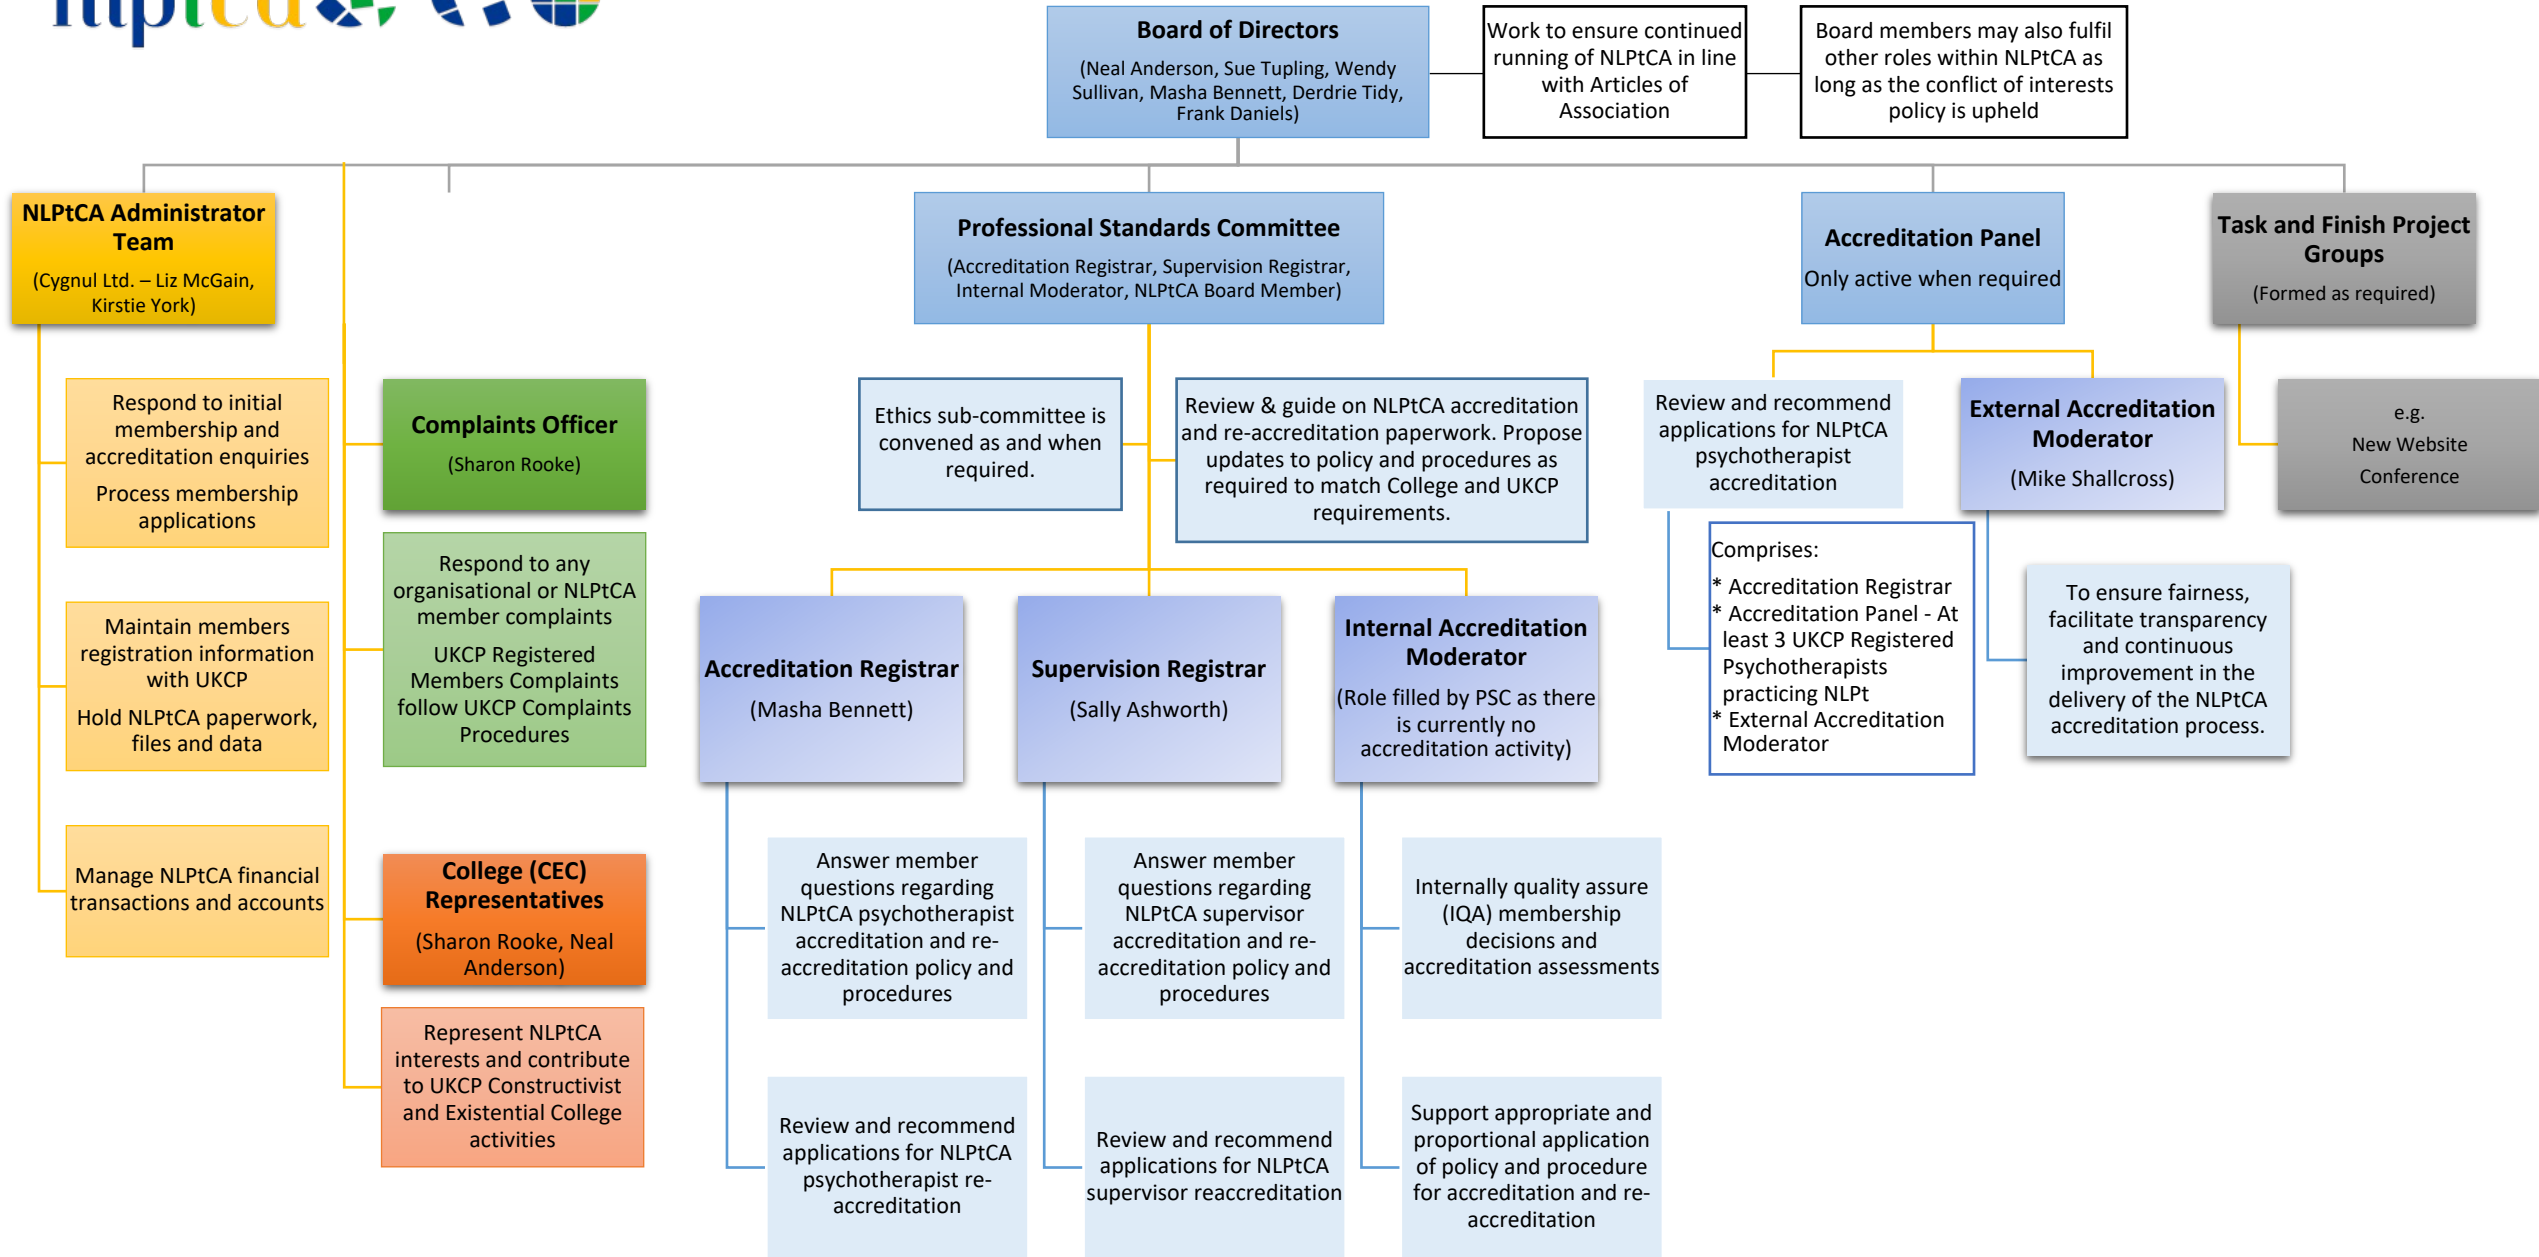 nlptca
Board of Directors
(Neal Anderson, Sue Tupling, Wendy
Sullivan, Masha Bennett, Derdrie Tidy,
Frank Daniels)
Work to ensure continued
running of NLPtCA in line
with Articles of
Association
Board members may also fulfil
other roles within NLPtCA as
long as the conflict of interests
policy is upheld
NLPtCA Administrator
Team
(Cygnul Ltd. – Liz McGain,
Kirstie York)
Professional Standards Committee
(Accreditation Registrar, Supervision Registrar,
Internal Moderator, NLPtCA Board Member)
Accreditation Panel
Only active when required
Task and Finish Project
Groups
(Formed as required)
Respond to initial
membership and
accreditation enquiries
Process membership
applications
Complaints Officer
(Sharon Rooke)
Ethics sub-committee is
convened as and when
required.
Review & guide on NLPtCA accreditation
and re-accreditation paperwork. Propose
updates to policy and procedures as
required to match College and UKCP
requirements.
Review and recommend
applications for NLPtCA
psychotherapist
accreditation
External Accreditation
Moderator
(Mike Shallcross)
e.g.
New Website
Conference
Respond to any
organisational or NLPtCA
member complaints
UKCP Registered
Members Complaints
follow UKCP Complaints
Procedures
Comprises:
* Accreditation Registrar
* Accreditation Panel - At
least 3 UKCP Registered
Psychotherapists
practicing NLPt
* External Accreditation
Moderator
To ensure fairness,
facilitate transparency
and continuous
improvement in the
delivery of the NLPtCA
accreditation process.
Maintain members
registration information
with UKCP
Hold NLPtCA paperwork,
files and data
Accreditation Registrar
(Masha Bennett)
Supervision Registrar
(Sally Ashworth)
Internal Accreditation
Moderator
(Role filled by PSC as there
is currently no
accreditation activity)
Manage NLPtCA financial
transactions and accounts
College (CEC)
Representatives
(Sharon Rooke, Neal
Anderson)
Answer member
questions regarding
NLPtCA psychotherapist
accreditation and re-
accreditation policy and
procedures
Answer member
questions regarding
NLPtCA supervisor
accreditation and re-
accreditation policy and
procedures
Internally quality assure
(IQA) membership
decisions and
accreditation assessments
Represent NLPtCA
interests and contribute
to UKCP Constructivist
and Existential College
activities
Review and recommend
applications for NLPtCA
psychotherapist re-
accreditation
Review and recommend
applications for NLPtCA
supervisor reaccreditation
Support appropriate and
proportional application
of policy and procedure
for accreditation and re-
accreditation